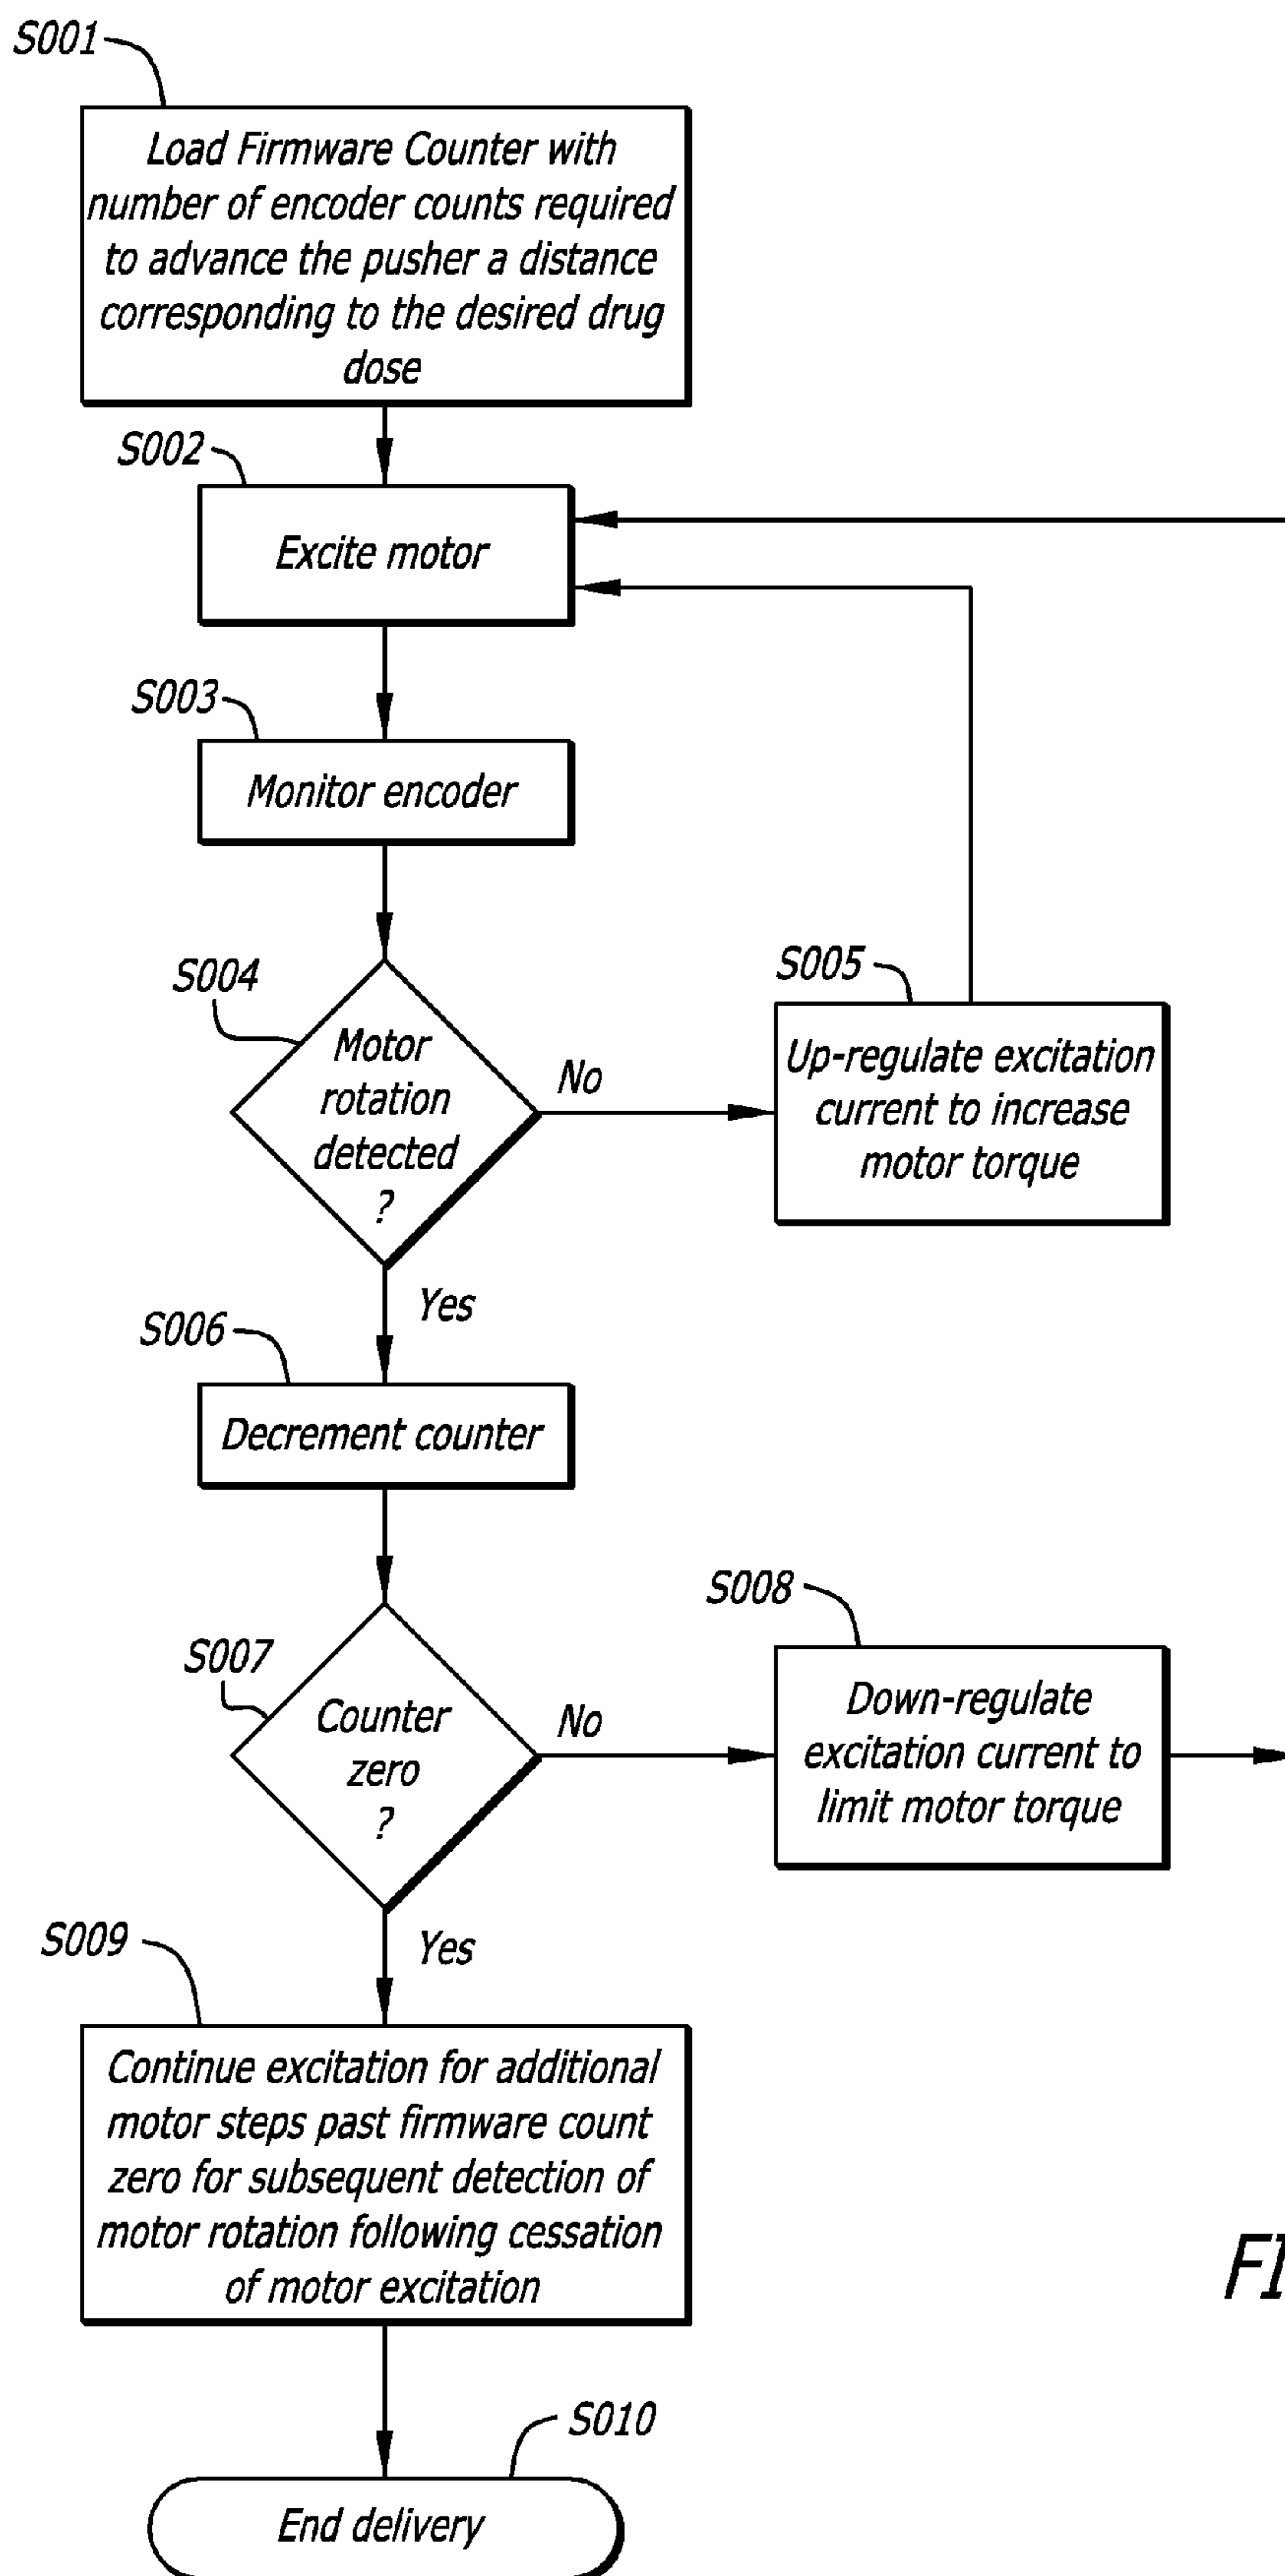 S001
Load Firmware Counter with
number of encoder counts required
to advance the pusher a distance
corresponding to the desired drug
dose
S002
Excite motor
S003
Monitor encoder
S004
Motor
rotation
detected
?
No
S005
Up-regulate excitation
current to increase
motor torque
Yes
S006
Decrement counter
S007
Counter
zero
?
No
S008
Down-regulate
excitation current to
limit motor torque
Yes
S009
Continue excitation for additional
motor steps past firmware count
zero for subsequent detection of
motor rotation following cessation
of motor excitation
S010
End delivery